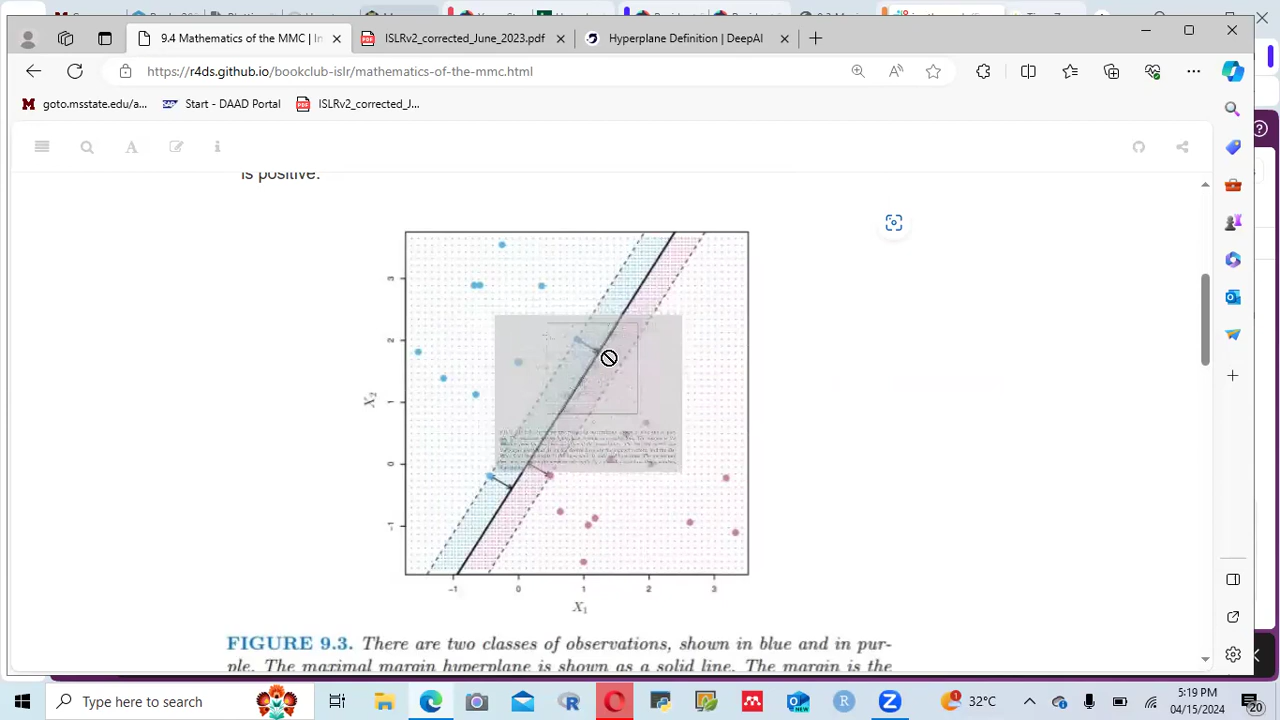 9.4 Mathematics of the MMC | In
ISLRv2_corrected_June_2023.pdf
Hyperplane Definition | DeepAI
https://r4ds.github.io/bookclub-islr/mathematics-of-the-mmc.html
goto.msstate.edu/a...
Start - DAAD Portal
ISLRv2_corrected_J...
is positive.
3
2
1
0
-1
X2
-1 0 1 2 3
X1
FIGURE 9.3. There are two classes of observations, shown in blue and in pur-
ple. The maximal margin hyperplane is shown as a solid line. The margin is the
Type here to search
32°C
5:19 PM
04/15/2024
20